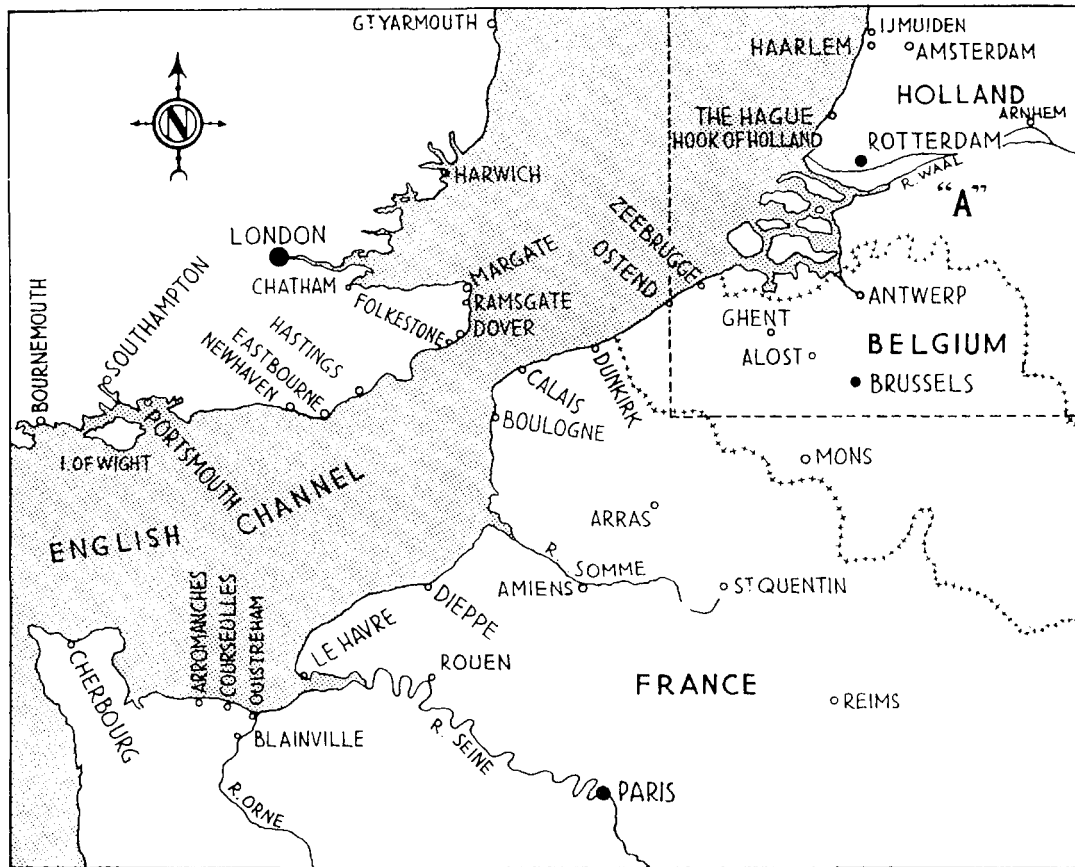 GT YARMOUTH
IJMUIDEN
HAARLEM
AMSTERDAM
HOLLAND
N
ARNHEM
THE HAGUE
HOOK OF HOLLAND
ROTTERDAM
R. WAAL
"A"
HARWICH
LONDON
CHATHAM
MARGATE
RAMSGATE
DOVER
FOLKESTONE
ZEEBRUGGE
OSTEND
ANTWERP
GHENT
ALOST
BELGIUM
BRUSSELS
BOURNEMOUTH
SOUTHAMPTON
HASTINGS
EASTBOURNE
NEWHAVEN
PORTSMOUTH
I. OF WIGHT
DUNKIRK
CALAIS
BOULOGNE
MONS
ENGLISH CHANNEL
ARRAS
R. SOMME
AMIENS
ST QUENTIN
ARROMANCHES
COURSEULLES
OUISTREHAM
DIEPPE
LE HAVRE
ROUEN
FRANCE
REIMS
CHERBOURG
BLAINVILLE
R. SEINE
R. ORNE
PARIS